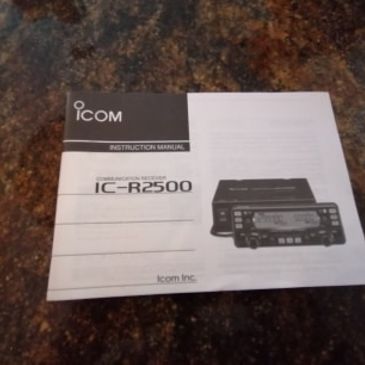 ICOM
INSTRUCTION MANUAL
COMMUNICATION RECEIVER
IC-R2500
Icom Inc.